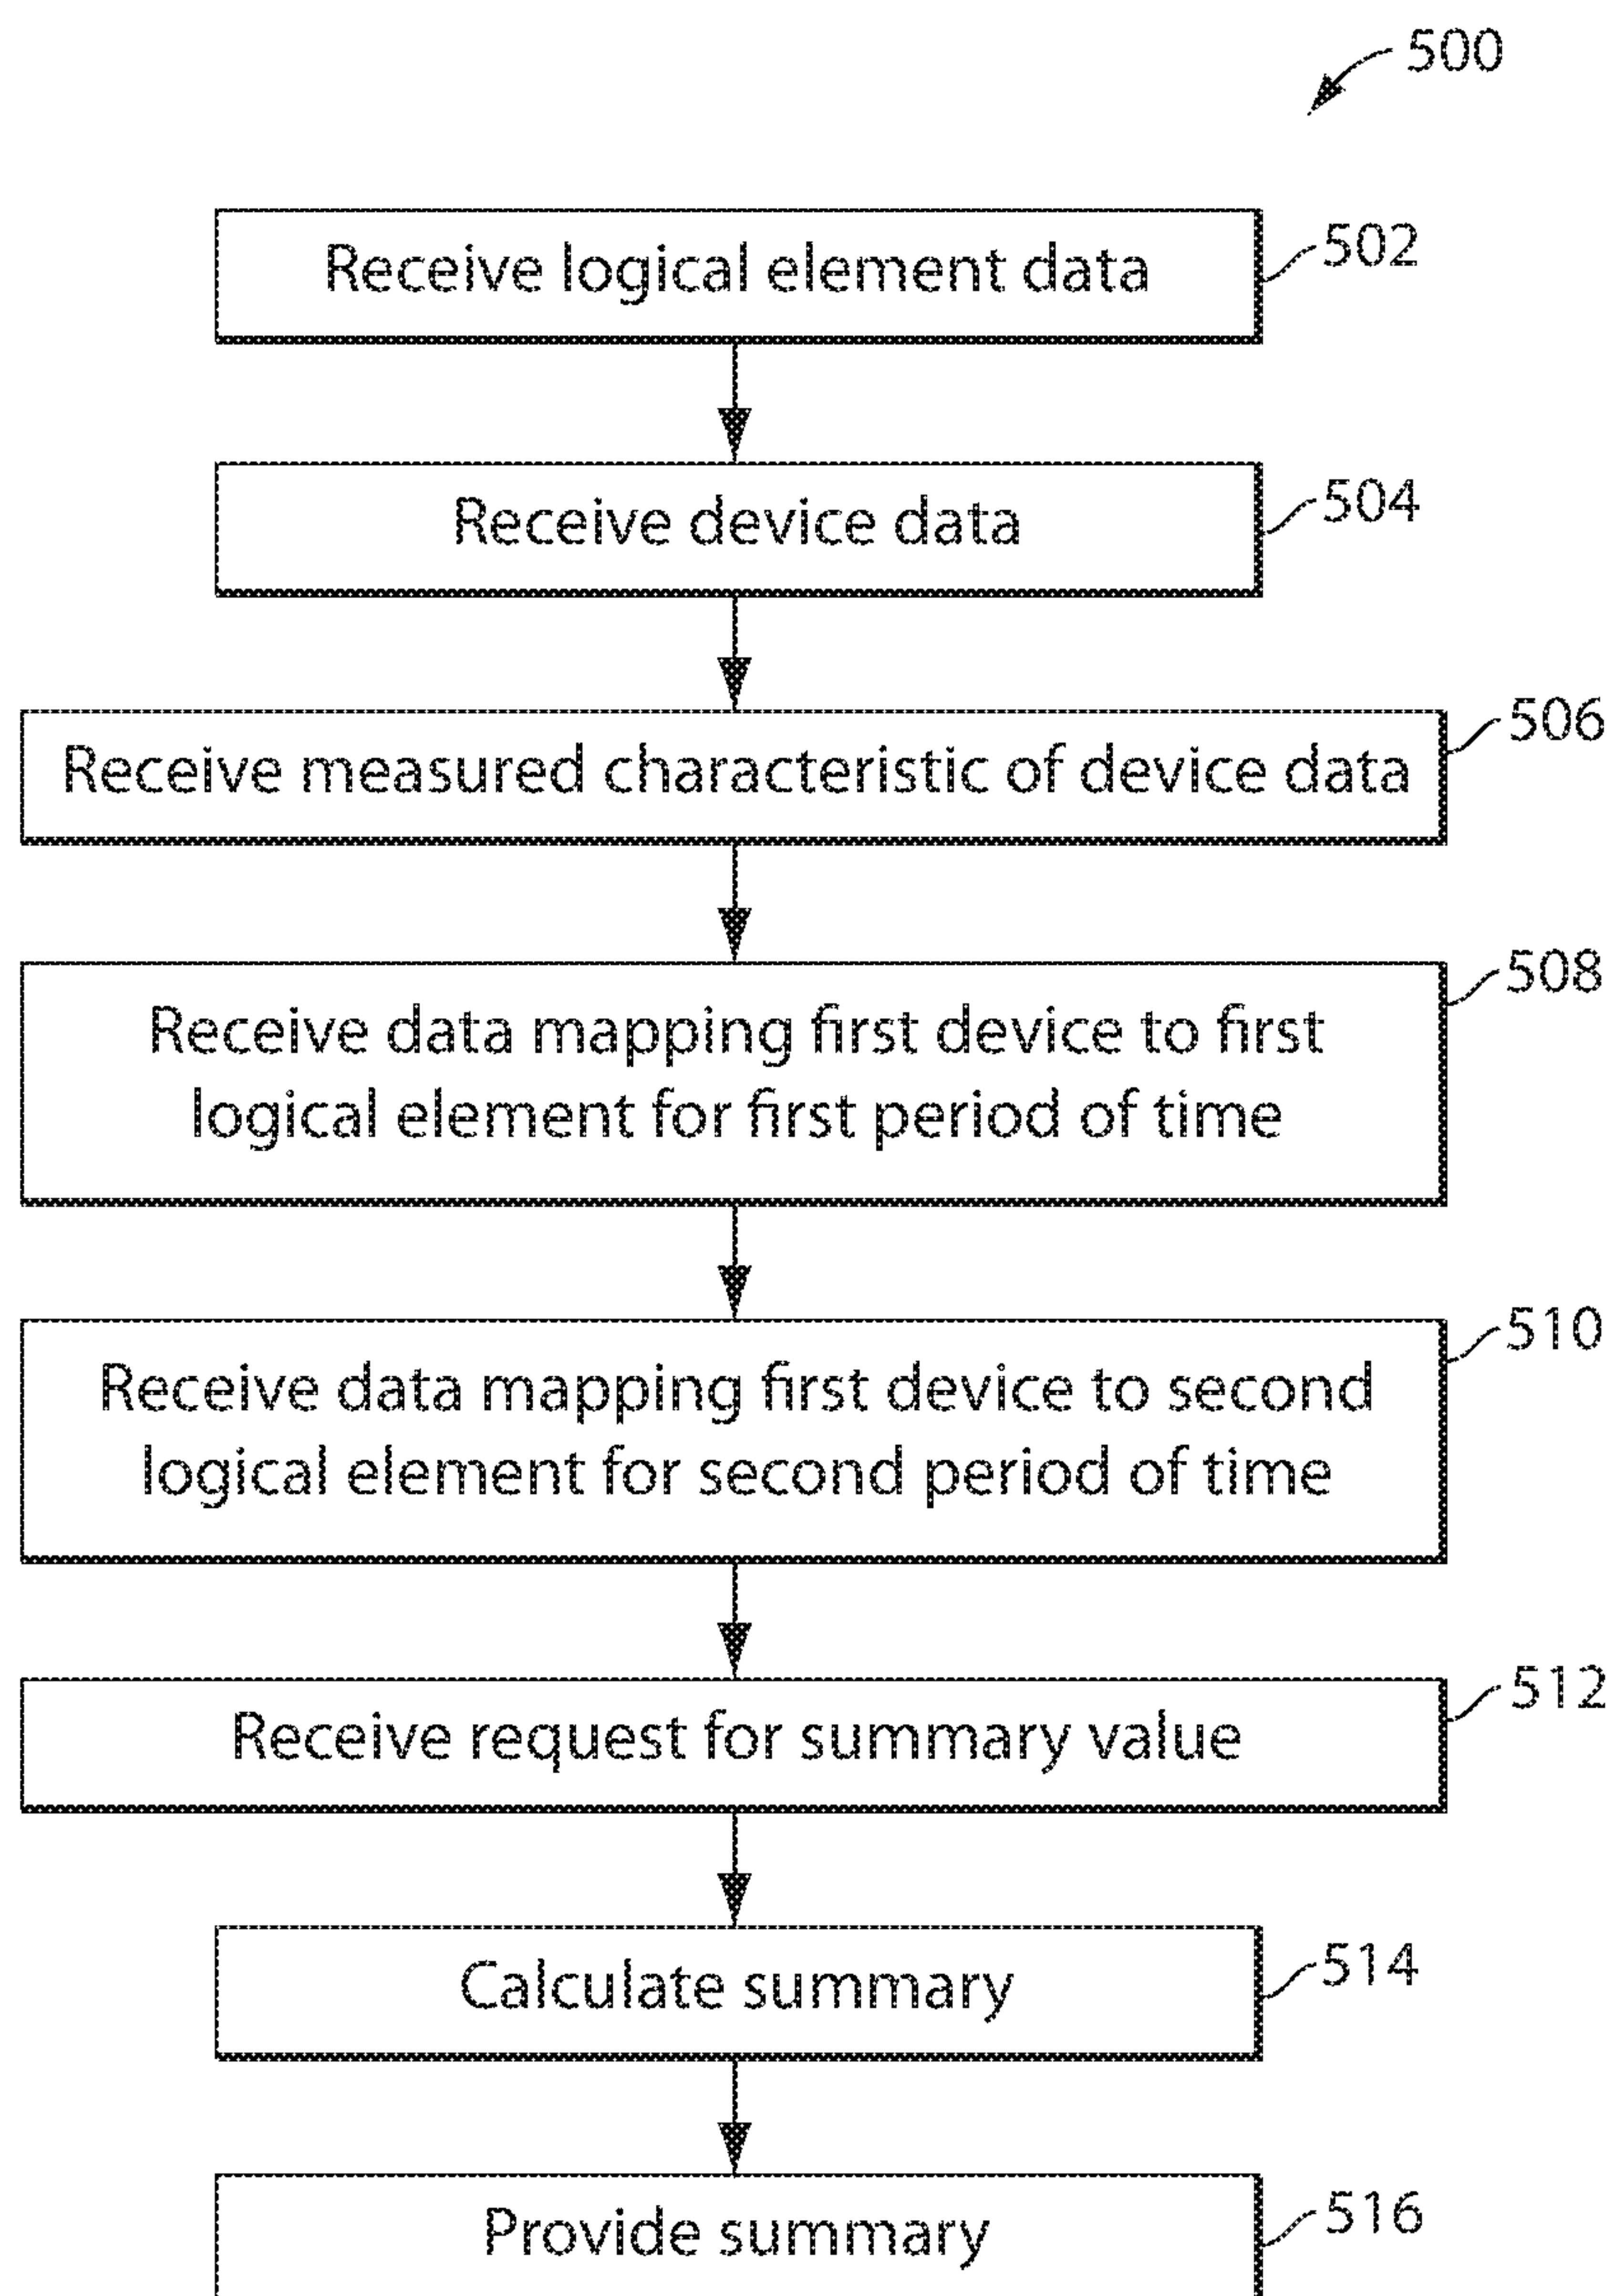 500
Receive logical element data
502
Receive device data
504
Receive measured characteristic of device data
506
Receive data mapping first device to first
logical element for first period of time
508
Receive data mapping first device to second
logical element for second period of time
510
Receive request for summary value
512
Calculate summary
514
Provide summary
516